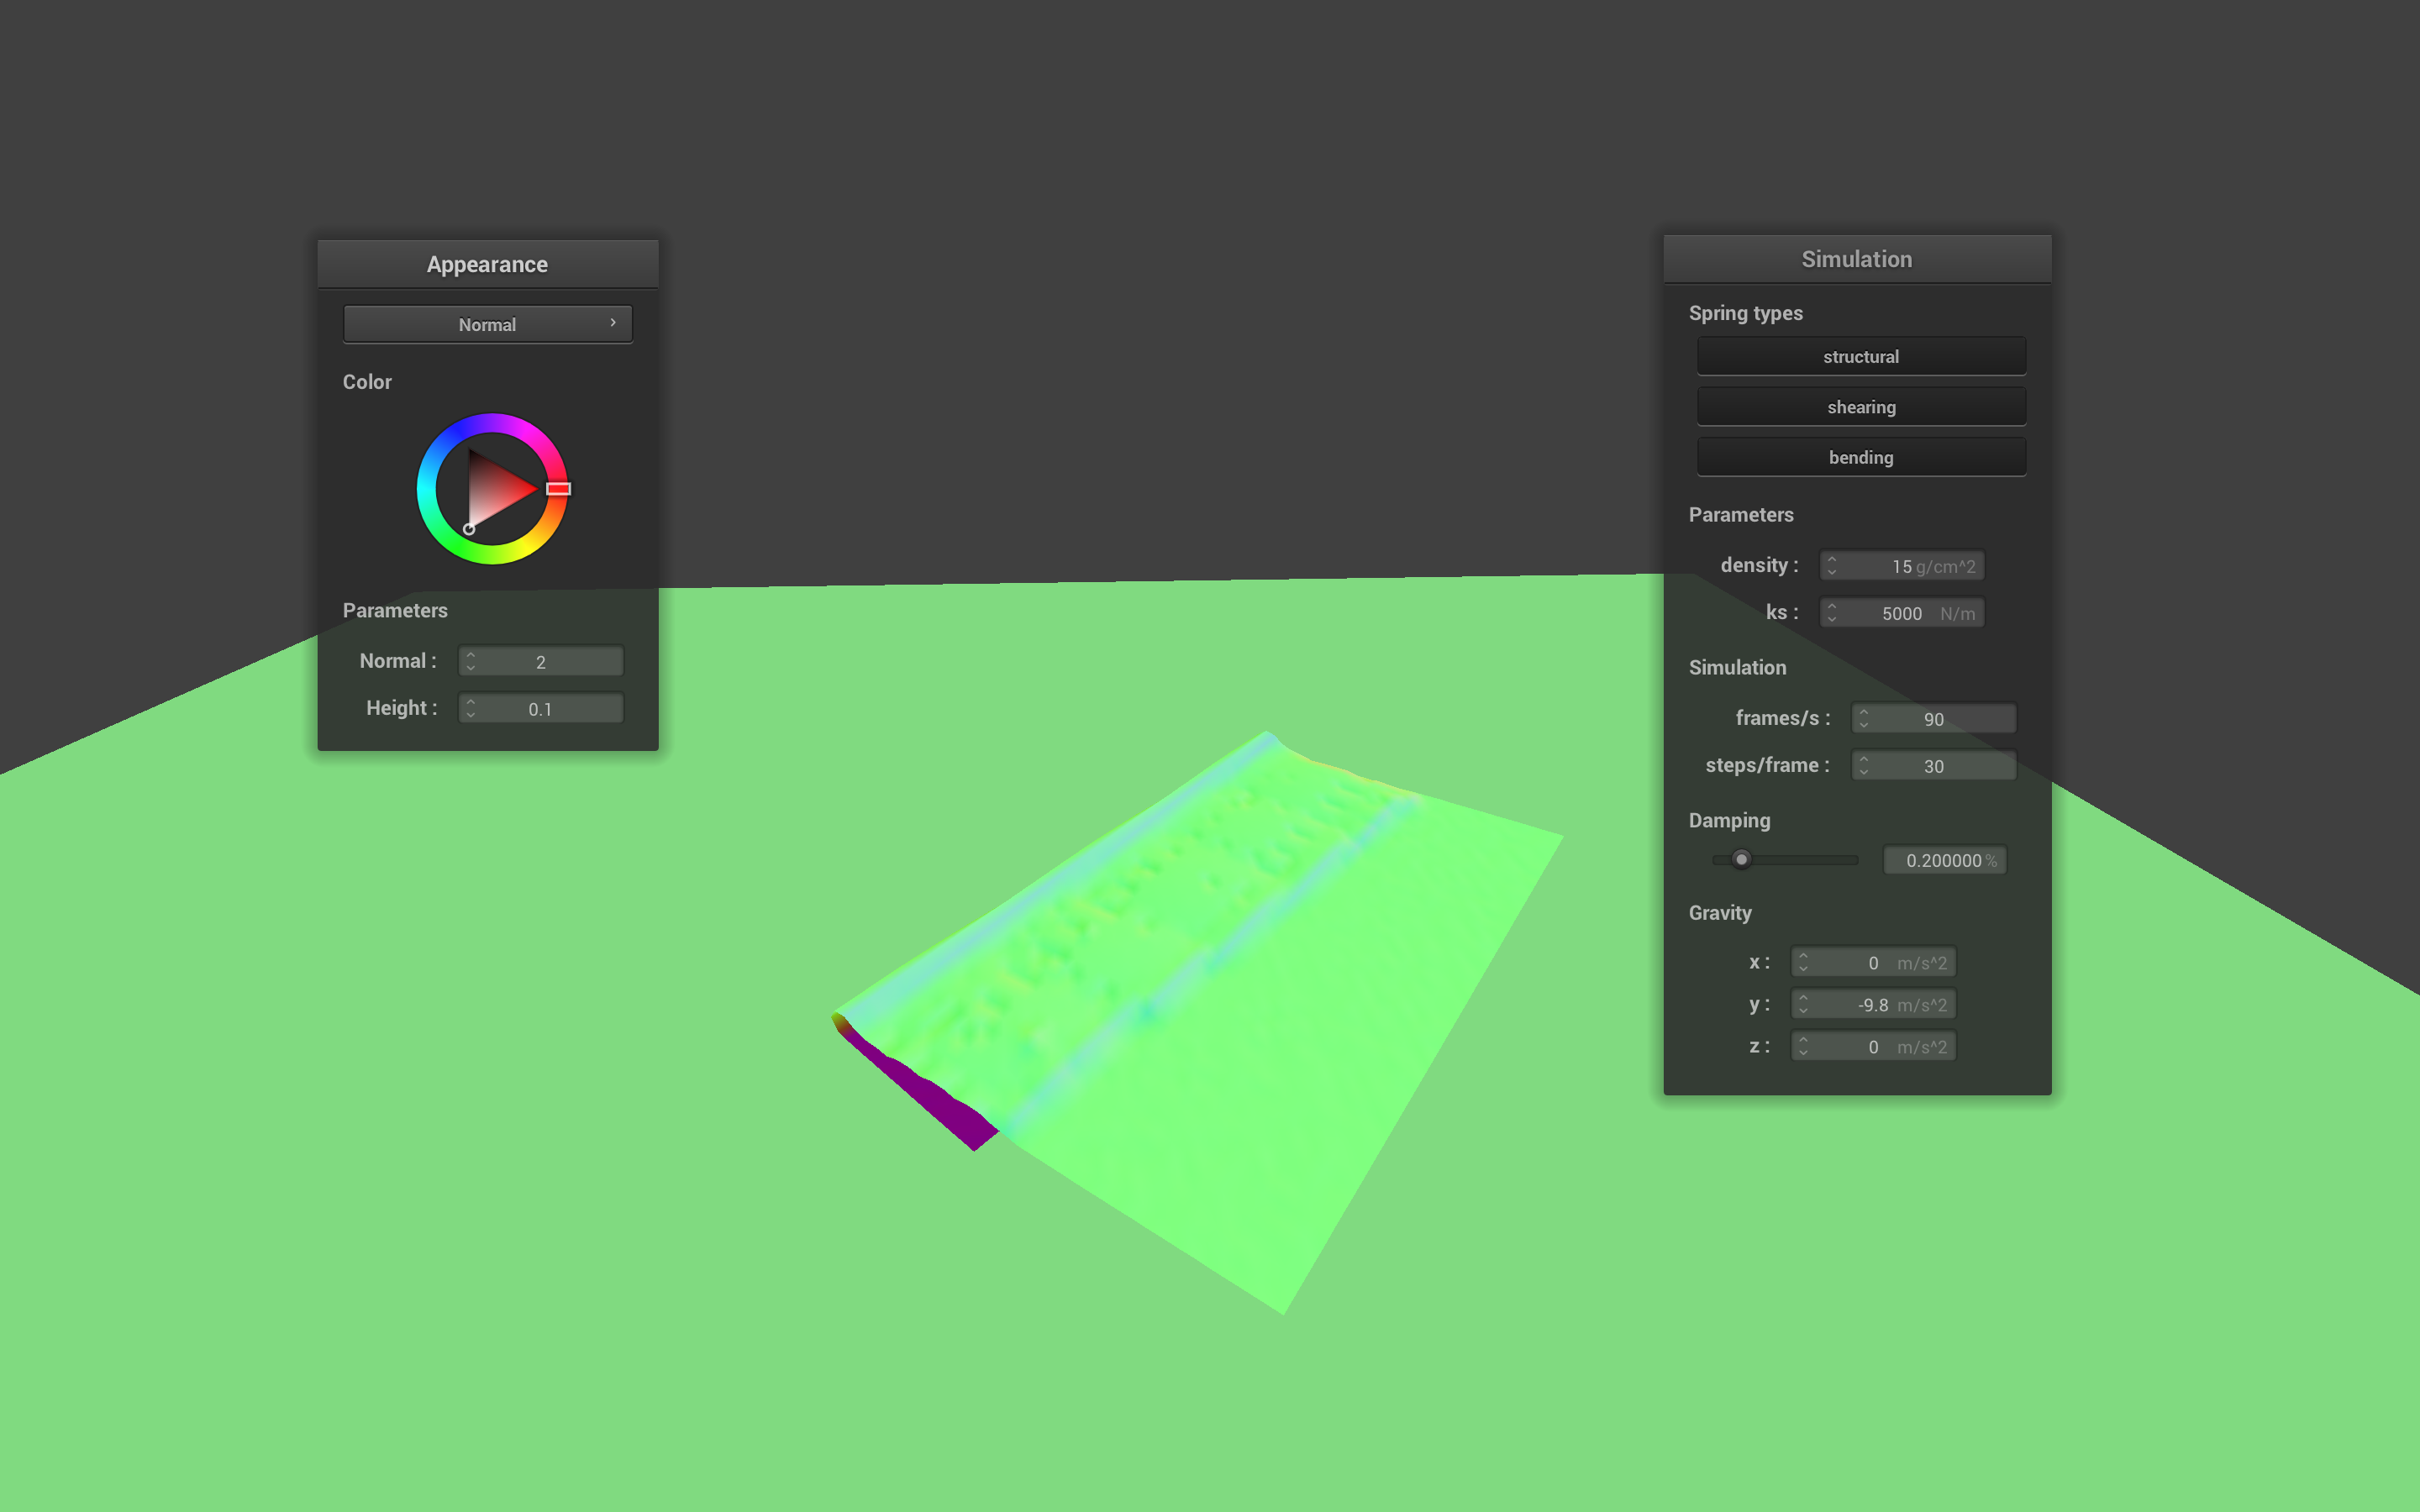 Appearance
Normal
Color
Parameters
Normal : 2
Height : 0.1
Simulation
Spring types
structural
shearing
bending
Parameters
density : 15 g/cm^2
ks : 5000 N/m
Simulation
frames/s : 90
steps/frame : 30
Damping
0.200000 %
Gravity
x : 0 m/s^2
y : -9.8 m/s^2
z : 0 m/s^2